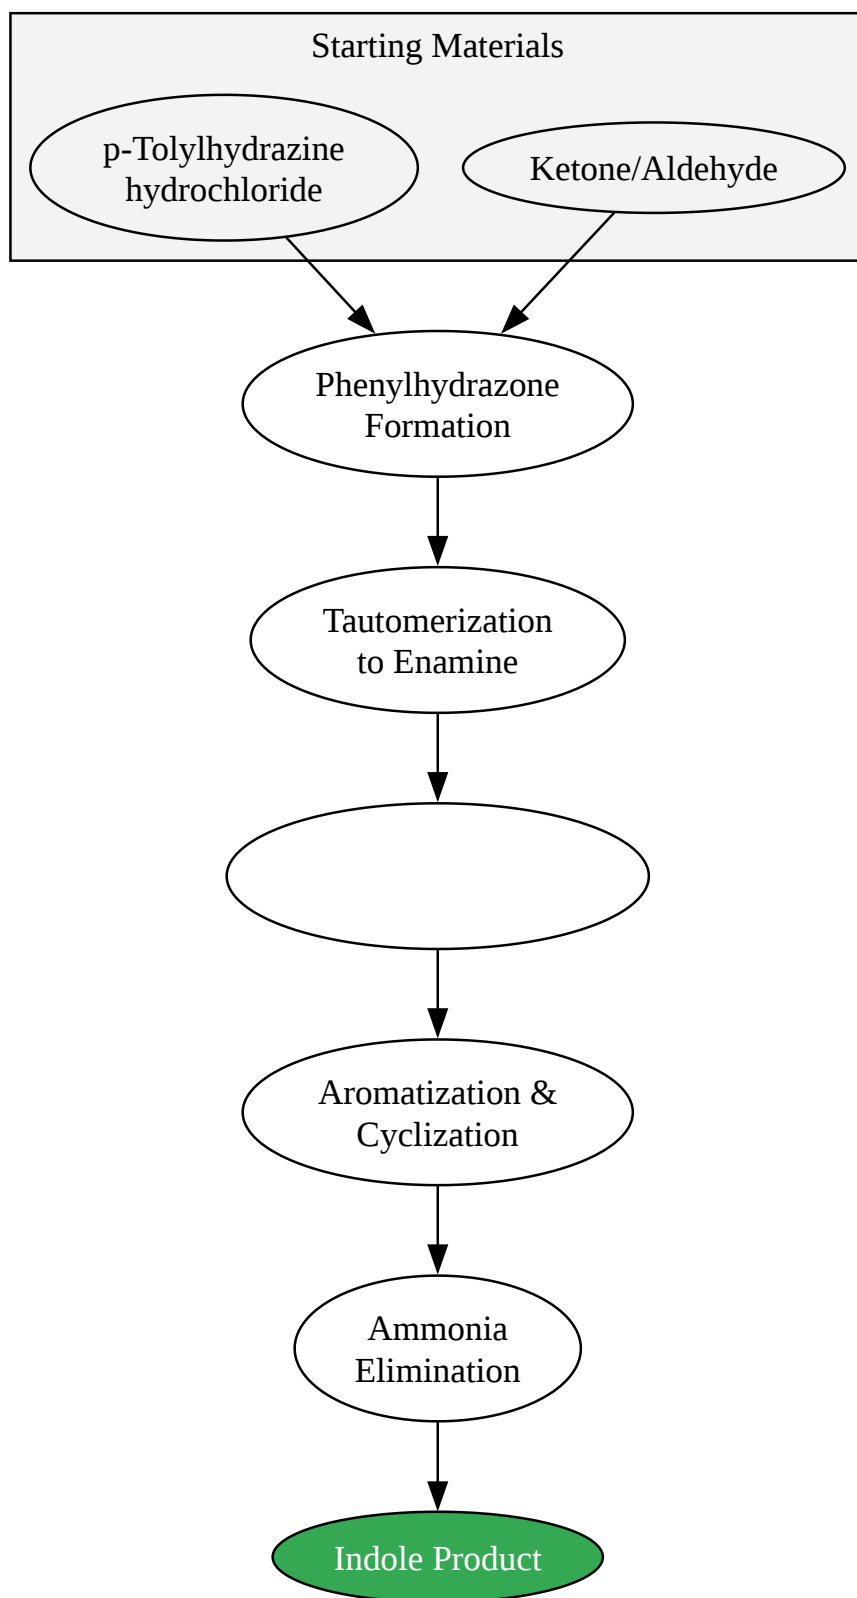 Starting Materials
p-Tolylhydrazine
hydrochloride
Ketone/Aldehyde
Phenylhydrazone
Formation
Tautomerization
to Enamine
Aromatization &
Cyclization
Ammonia
Elimination
Indole Product